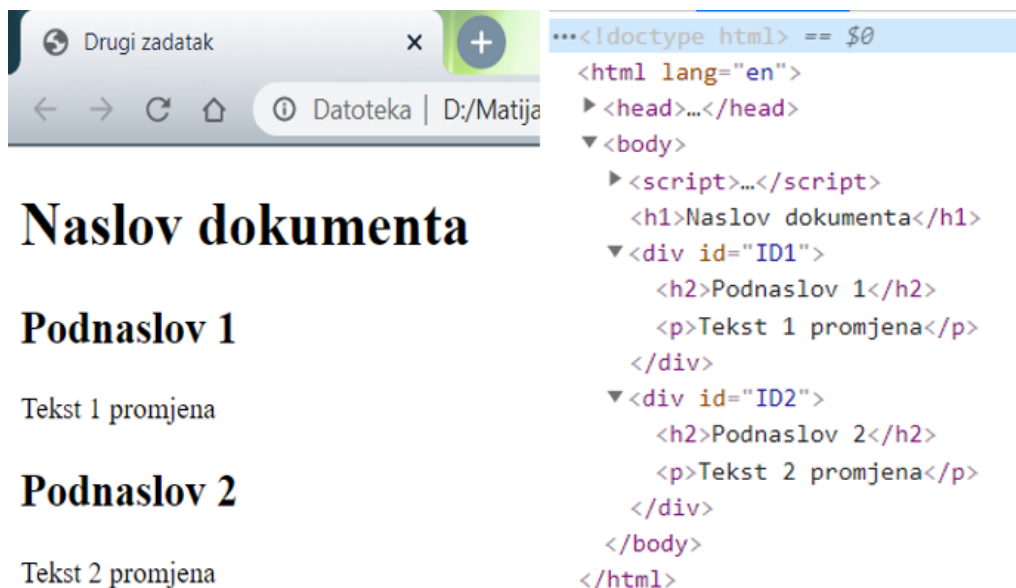 Drugi zadatak
Datoteka | D:/Matija
Naslov dokumenta
Podnaslov 1
Tekst 1 promjena
Podnaslov 2
Tekst 2 promjena
•••<!doctype html> == $0
<html lang="en">
▶<head>…</head>
▼<body>
▶<script>…</script>
<h1>Naslov dokumenta</h1>
▼<div id="ID1">
<h2>Podnaslov 1</h2>
<p>Tekst 1 promjena</p>
</div>
▼<div id="ID2">
<h2>Podnaslov 2</h2>
<p>Tekst 2 promjena</p>
</div>
</body>
</html>